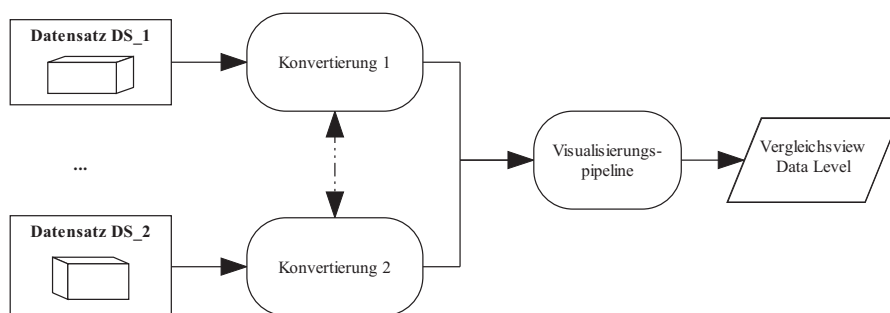 Datensatz DS_1
Konvertierung 1
...
Visualisierungs-
pipeline
Vergleichsview
Data Level
Datensatz DS_2
Konvertierung 2